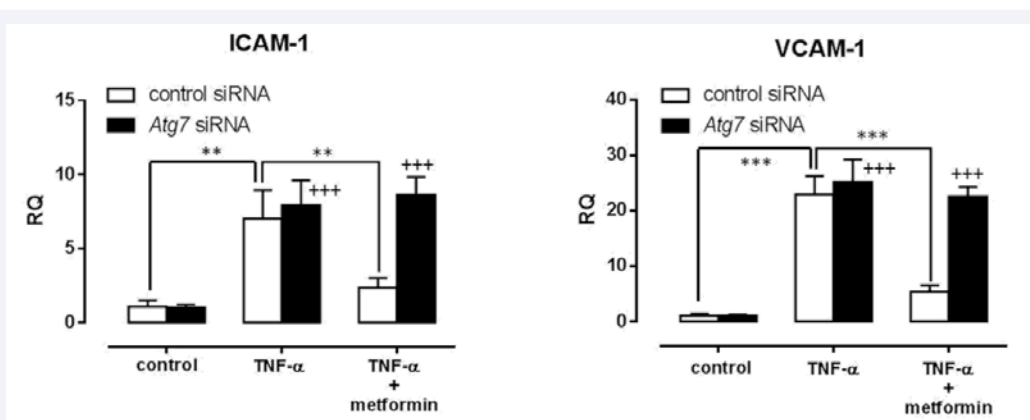 ICAM-1
control siRNA
Atg7 siRNA
15
10
5
0
RQ
**
**
+++
+++
control
TNF-α
TNF-α
+
metformin
VCAM-1
control siRNA
Atg7 siRNA
40
30
20
10
0
RQ
***
***
+++
+++
control
TNF-α
TNF-α
+
metformin